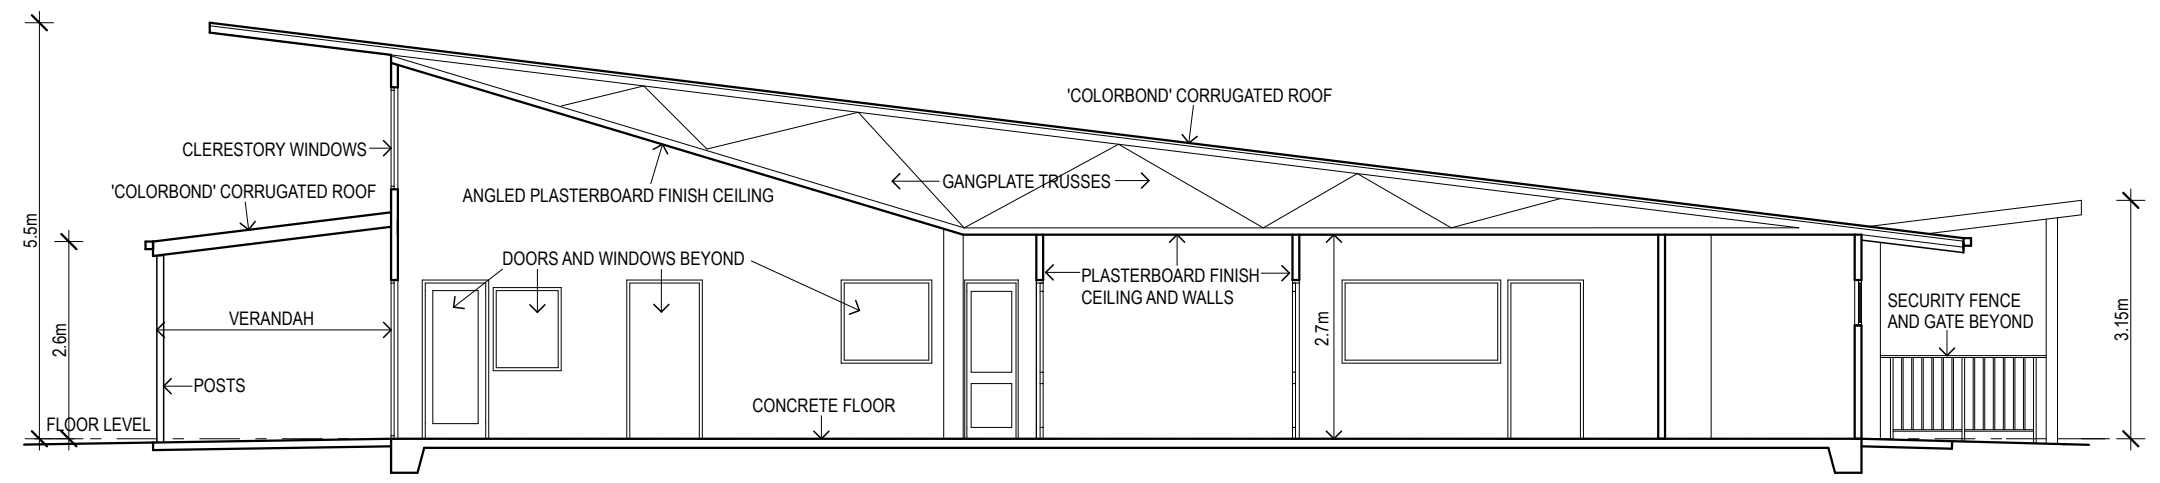 'COLORBOND' CORRUGATED ROOF
CLERESTORY WINDOWS
'COLORBOND' CORRUGATED ROOF
ANGLED PLASTERBOARD FINISH CEILING
GANGPLATE TRUSSES
5.5m
DOORS AND WINDOWS BEYOND
PLASTERBOARD FINISH
CEILING AND WALLS
SECURITY FENCE
AND GATE BEYOND
VERANDAH
2.6m
2.7m
3.15m
POSTS
CONCRETE FLOOR
FLOOR LEVEL